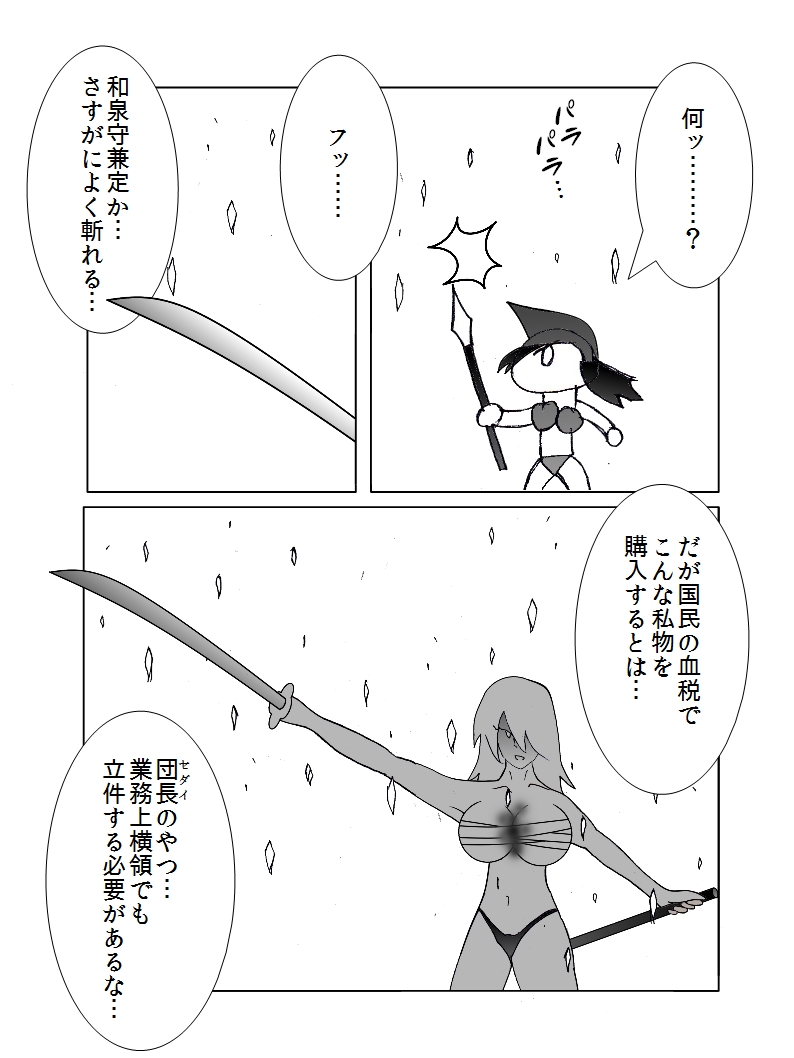 何ッ………？
パラ
パラ…
フッ……
和泉守兼定か…
さすがによく斬れる…
だが国民の血税で
こんな私物を
購入するとは…
団長のやつ…
セダイ
業務上横領でも
立件する必要があるな…